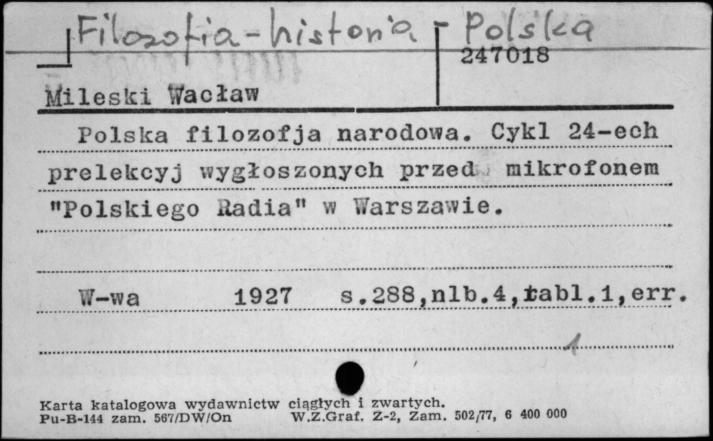 Filozofia - historia - Polska
247018
Mileski Wacław
Polska filozofja narodowa. Cykl 24-ech
prelekcyj wygłoszonych przed mikrofonem
"Polskiego Radia" w Warszawie.
W-wa 1927 s.288,nlb.4,tabl.1,err.
1
Karta katalogowa wydawnictw ciągłych i zwartych.
Pu-B-144 zam. 567/DW/On W.Z.Graf. Z-2, Zam. 502/77, 6 400 000